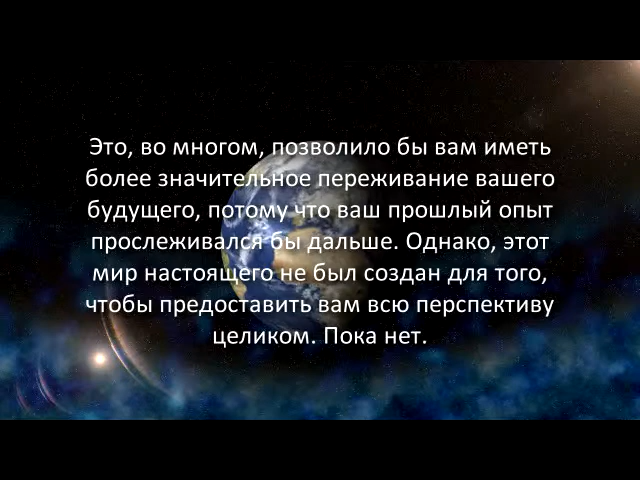 Это, во многом, позволило бы вам иметь
более значительное переживание вашего
будущего, потому что ваш прошлый опыт
прослеживался бы дальше. Однако, этот
мир настоящего не был создан для того,
чтобы предоставить вам всю перспективу
целиком. Пока нет.